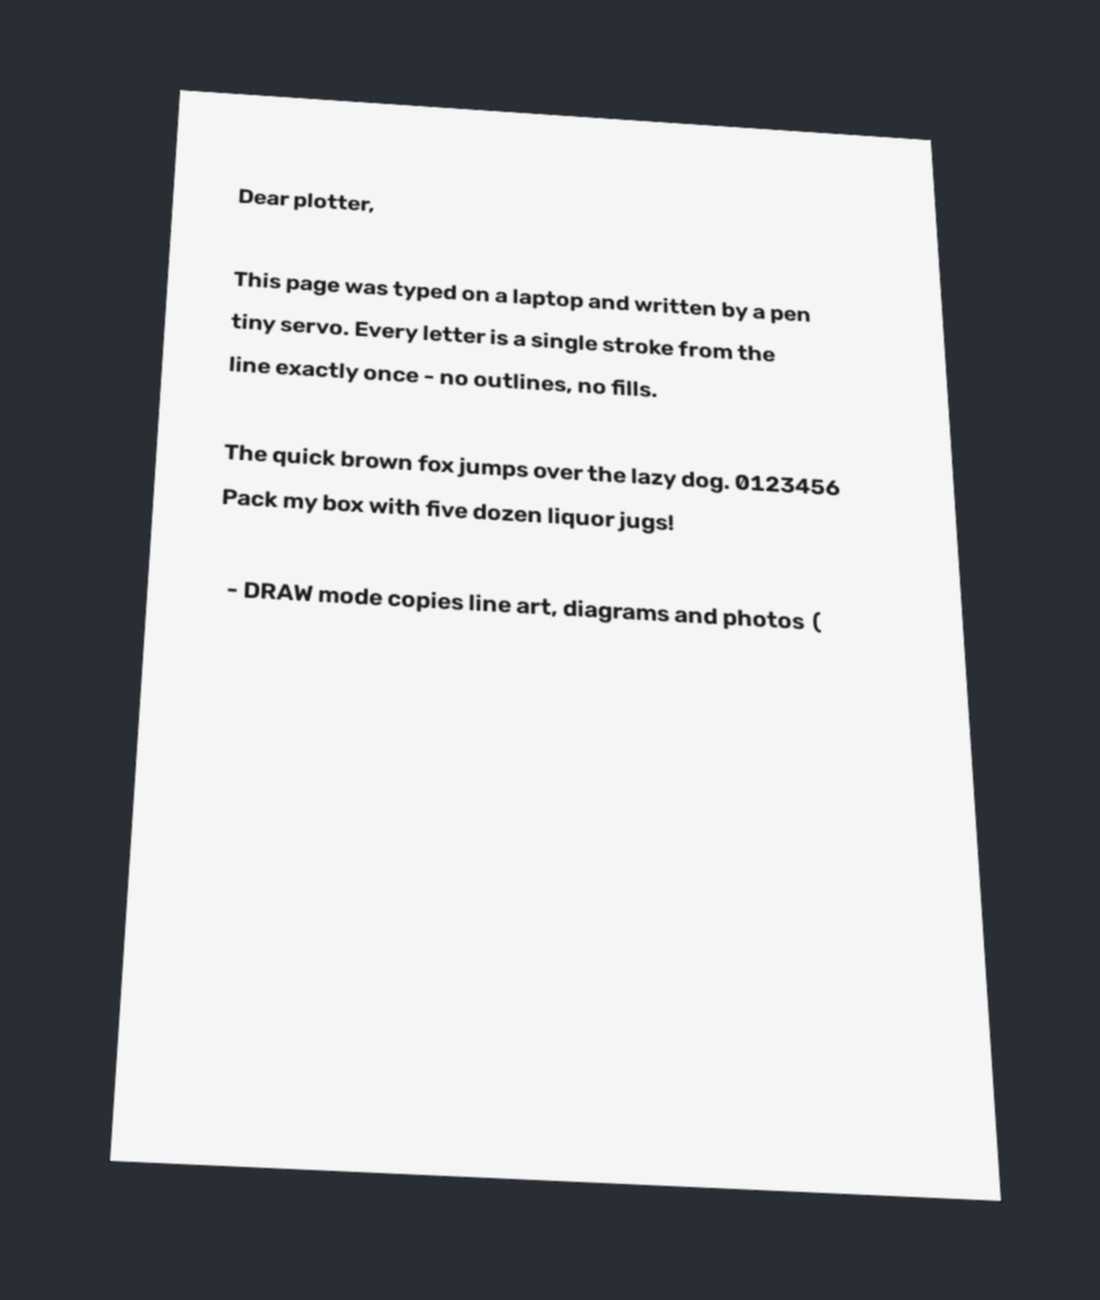 Dear plotter,
This page was typed on a laptop and written by a pen
tiny servo. Every letter is a single stroke from the
line exactly once - no outlines, no fills.
The quick brown fox jumps over the lazy dog. 0123456
Pack my box with five dozen liquor jugs!
- DRAW mode copies line art, diagrams and photos (